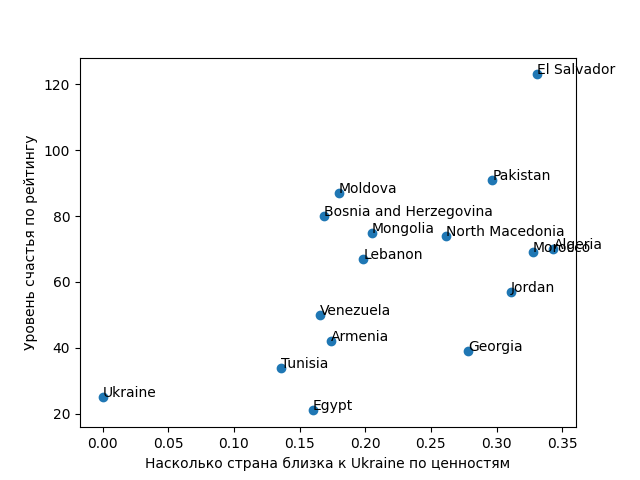 120
100
80
60
40
20
El Salvador
Pakistan
Moldova
Bosnia and Herzegovina
Mongolia
North Macedonia
Algeria
Morocco
Lebanon
Jordan
Venezuela
Armenia
Georgia
Tunisia
Ukraine
Egypt
0.00 0.05 0.10 0.15 0.20 0.25 0.30 0.35
Насколько страна близка к Ukraine по ценностям
Уровень счастья по рейтингу